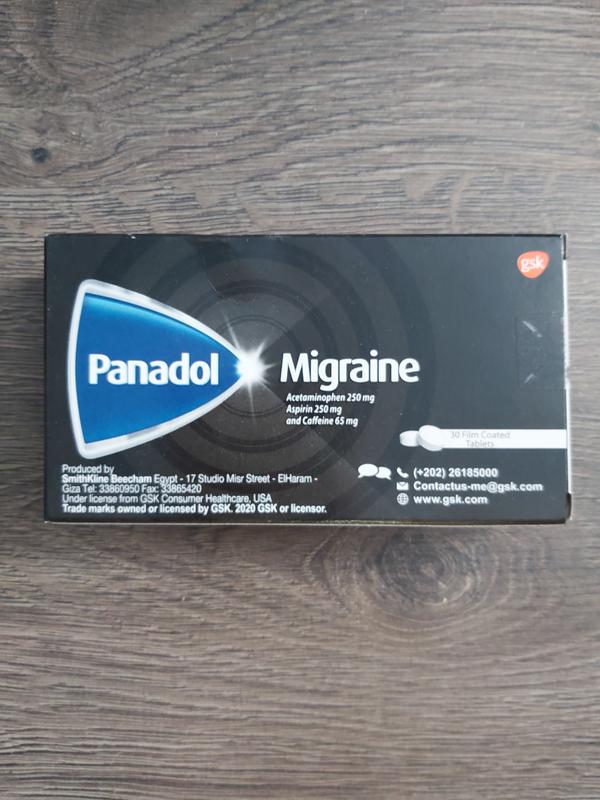 gsk
Panadol
Migraine
Acetaminophen 250 mg
Aspirin 250 mg
and Caffeine 65 mg
30 Film Coated
Tablets
Produced by
SmithKline Beecham Egypt - 17 Studio Misr Street - ElHaram -
Giza Tel: 33860950 Fax: 33865420
Under license from GSK Consumer Healthcare, USA
Trade marks owned or licensed by GSK. 2020 GSK or licensor.
(+202) 26185000
Contactus-me@gsk.com
www.gsk.com